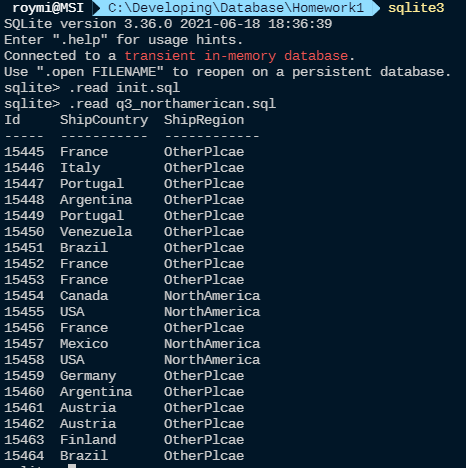 roymi@MSI C:\Developing\Database\Homework1 sqlite3
SQLite version 3.36.0 2021-06-18 18:36:39
Enter ".help" for usage hints.
Connected to a transient in-memory database.
Use ".open FILENAME" to reopen on a persistent database.
sqlite> .read init.sql
sqlite> .read q3_northamerican.sql
Id     ShipCountry  ShipRegion
-----  -----------  ------------
15445  France       OtherPlcae
15446  Italy        OtherPlcae
15447  Portugal     OtherPlcae
15448  Argentina    OtherPlcae
15449  Portugal     OtherPlcae
15450  Venezuela    OtherPlcae
15451  Brazil       OtherPlcae
15452  France       OtherPlcae
15453  France       OtherPlcae
15454  Canada       NorthAmerica
15455  USA          NorthAmerica
15456  France       OtherPlcae
15457  Mexico       NorthAmerica
15458  USA          NorthAmerica
15459  Germany      OtherPlcae
15460  Argentina    OtherPlcae
15461  Austria      OtherPlcae
15462  Austria      OtherPlcae
15463  Finland      OtherPlcae
15464  Brazil       OtherPlcae